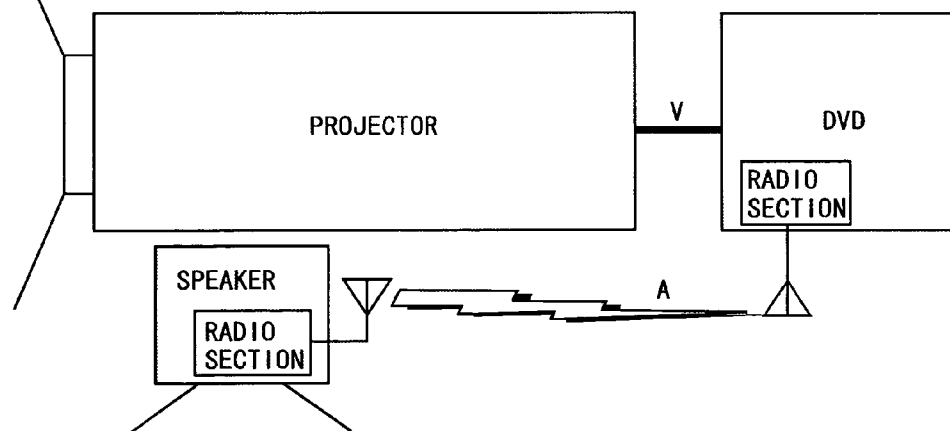 PROJECTOR
V
DVD
RADIO
SECTION
SPEAKER
A
RADIO
SECTION